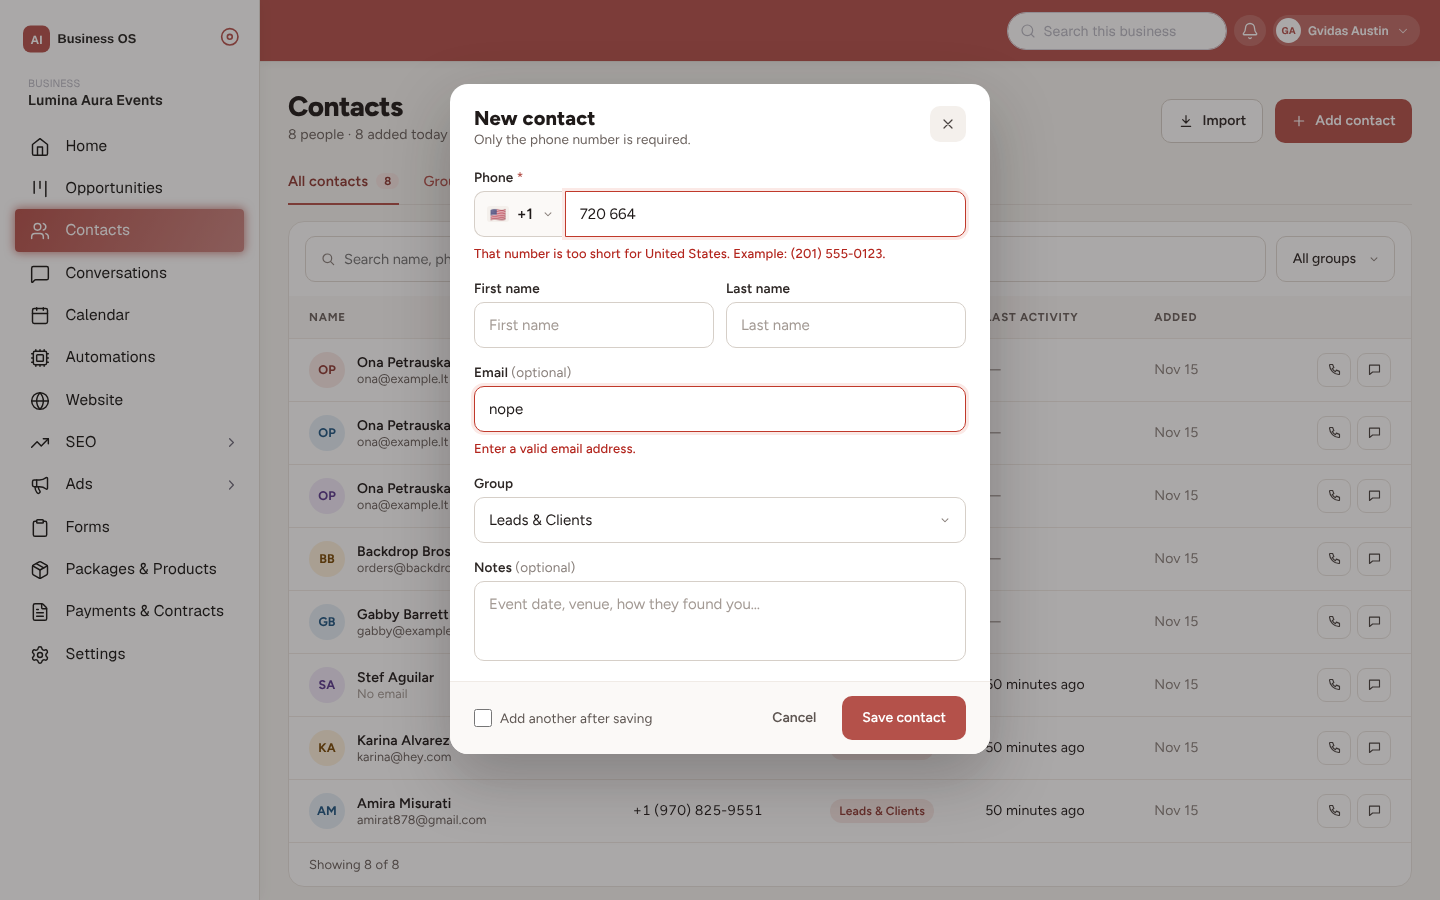 AI Business OS
Search this business
GA Gvidas Austin
BUSINESS
Lumina Aura Events
Home
Opportunities
Contacts
Conversations
Calendar
Automations
Website
SEO
Ads
Forms
Packages & Products
Payments & Contracts
Settings
Contacts
8 people · 8 added today
Import
Add contact
All contacts 8
Search name,
All groups
NAME
ACTIVITY
ADDED
OP Ona
ona@example.lt
Nov 15
OP Ona
ona@example.lt
Nov 15
OP Ona
ona@example.lt
Nov 15
BB Backdrop Bros
Nov 15
GB Gabby Barrett
Nov 15
SA Stef Aguilar
No email
50 minutes ago
Nov 15
KA Karina Alvarez
karina@hey.com
50 minutes ago
Nov 15
AM Amira Misurati
amirat878@gmail.com
+1 (970) 825-9551
Leads & Clients
50 minutes ago
Nov 15
Showing 8 of 8
New contact
Only the phone number is required.
Phone *
+1 720 664
That number is too short for United States. Example: (201) 555-0123.
First name Last name
First name Last name
Email (optional)
nope
Enter a valid email address.
Group
Leads & Clients
Notes (optional)
Event date, venue, how they found you...
Add another after saving
Cancel
Save contact